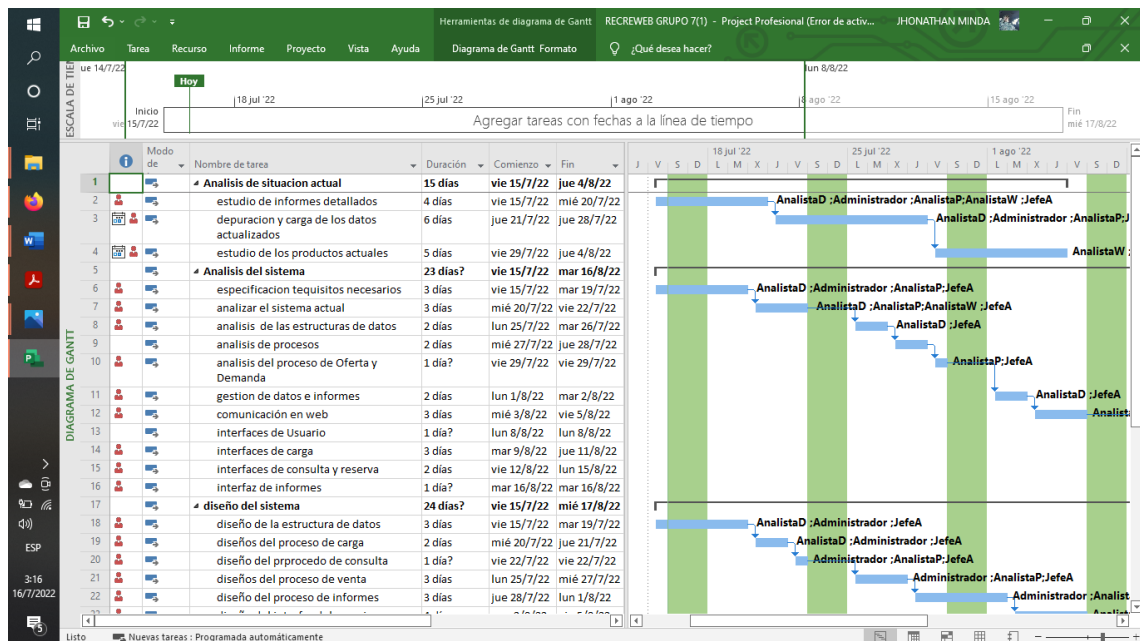 Herramientas de diagrama de Gantt RECREWEB GRUPO 7(1) - Project Profesional (Error de activ... JHONATHAN MINDA
Archivo Tarea Recurso Informe Proyecto Vista Ayuda Diagrama de Gantt Formato ¿Qué desea hacer?
ue 14/7/22 lun 8/8/22
Hoy
18 jul '22 25 jul '22 1 ago '22 8 ago '22 15 ago '22
Inicio
vie 15/7/22
Agregar tareas con fechas a la línea de tiempo
Fin
mié 17/8/22
ESCALA DE TIEM
DIAGRAMA DE GANTT
Modo
de Nombre de tarea Duración Comienzo Fin
18 jul '22 25 jul '22 1 ago '22
J V S D L M X J V S D L M X J V S D L M X J V S D
1 Analisis de situacion actual 15 días vie 15/7/22 jue 4/8/22
2 estudio de informes detallados 4 días vie 15/7/22 mié 20/7/22 AnalistaD ;Administrador ;AnalistaP;AnalistaW ;JefeA
3 depuracion y carga de los datos 6 días jue 21/7/22 jue 28/7/22 AnalistaD ;Administrador ;AnalistaP;J
actualizados
4 estudio de los productos actuales 5 días vie 29/7/22 jue 4/8/22 AnalistaW ;
5 Analisis del sistema 23 días? vie 15/7/22 mar 16/8/22
6 especificacion tequisitos necesarios 3 días vie 15/7/22 mar 19/7/22 AnalistaD ;Administrador ;AnalistaP;JefeA
7 analizar el sistema actual 3 días mié 20/7/22 vie 22/7/22 AnalistaD ;AnalistaP;AnalistaW ;JefeA
8 analisis de las estructuras de datos 2 días lun 25/7/22 mar 26/7/22 AnalistaD ;JefeA
9 analisis de procesos 2 días mié 27/7/22 jue 28/7/22
10 analisis del proceso de Oferta y 1 día? vie 29/7/22 vie 29/7/22 AnalistaP;JefeA
Demanda
11 gestion de datos e informes 2 días lun 1/8/22 mar 2/8/22 AnalistaD ;JefeA
12 comunicación en web 3 días mié 3/8/22 vie 5/8/22 Analist
13 interfaces de Usuario 1 día? lun 8/8/22 lun 8/8/22
14 interfaces de carga 3 días mar 9/8/22 jue 11/8/22
15 interfaces de consulta y reserva 2 días vie 12/8/22 lun 15/8/22
16 interfaz de informes 1 día? mar 16/8/22 mar 16/8/22
17 diseño del sistema 24 días? vie 15/7/22 mié 17/8/22
18 diseño de la estructura de datos 3 días vie 15/7/22 mar 19/7/22 AnalistaD ;Administrador ;JefeA
19 diseños del proceso de carga 2 días mié 20/7/22 jue 21/7/22 AnalistaD ;Administrador ;JefeA
20 diseño del prprocedo de consulta 1 día? vie 22/7/22 vie 22/7/22 Administrador ;AnalistaP;JefeA
21 diseños del proceso de venta 3 días lun 25/7/22 mié 27/7/22 Administrador ;AnalistaP;JefeA
22 diseño del proceso de informes 3 días jue 28/7/22 lun 1/8/22 Administrador ;Analist
Listo Nuevas tareas : Programada automáticamente
ESP
3:16
16/7/2022
5